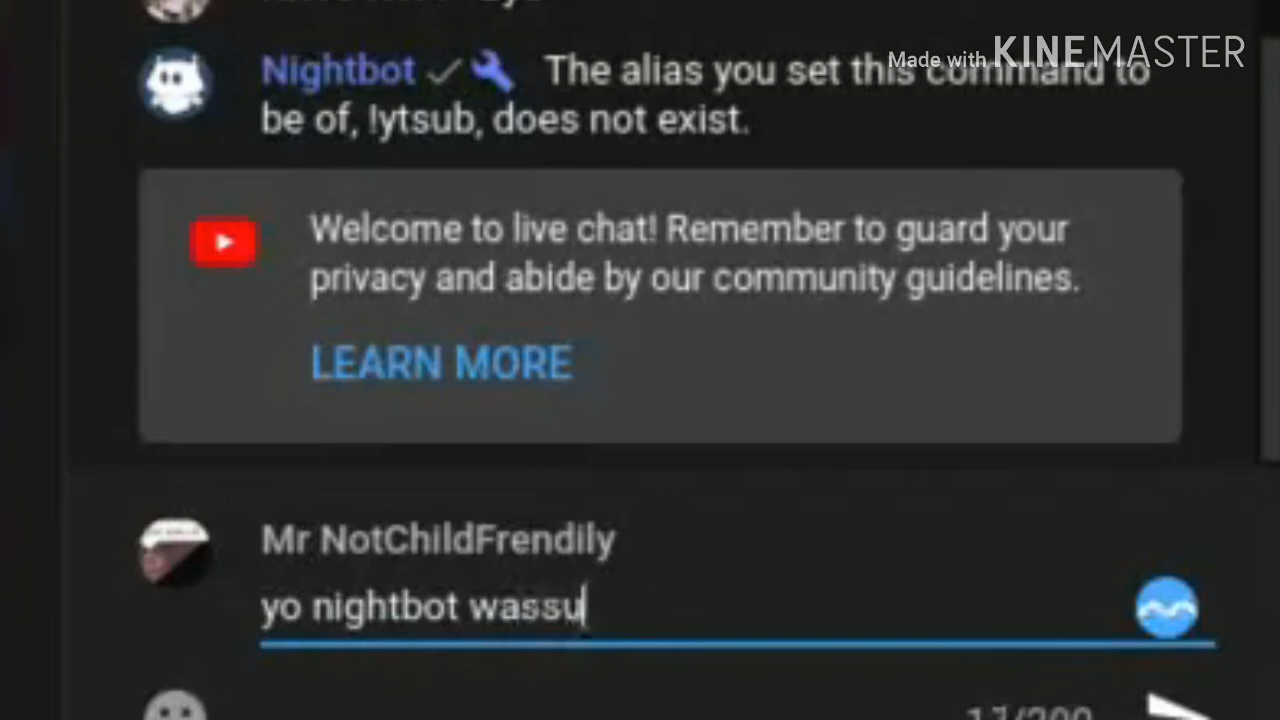 Made with KINEMASTER
Nightbot The alias you set this command to
be of, !ytsub, does not exist.
Welcome to live chat! Remember to guard your
privacy and abide by our community guidelines.
LEARN MORE
Mr NotChildFrendily
yo nightbot wassu